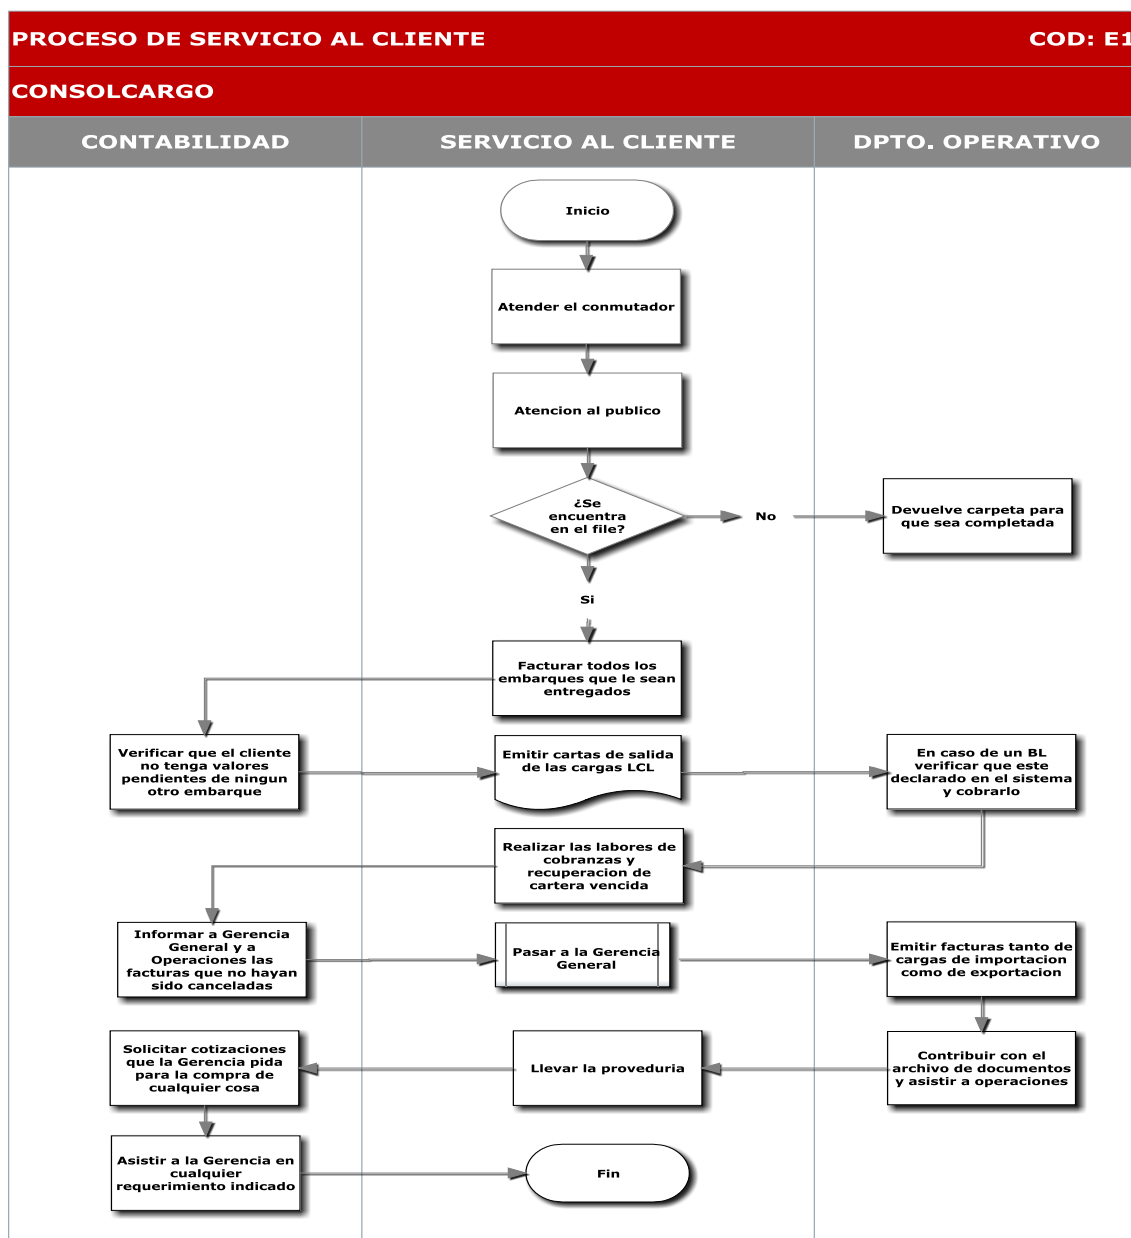 PROCESO DE SERVICIO AL CLIENTE
COD: E1
CONSOLCARGO
CONTABILIDAD
SERVICIO AL CLIENTE
DPTO. OPERATIVO
Inicio
Atender el conmutador
Atencion al publico
¿Se
encuentra
en el file?
No
Devuelve carpeta para
que sea completada
Si
Facturar todos los
embarques que le sean
entregados
Verificar que el cliente
no tenga valores
pendientes de ningun
otro embarque
Emitir cartas de salida
de las cargas LCL
En caso de un BL
verificar que este
declarado en el sistema
y cobrarlo
Realizar las labores de
cobranzas y
recuperacion de
cartera vencida
Informar a Gerencia
General y a
Operaciones las
facturas que no hayan
sido canceladas
Pasar a la Gerencia
General
Emitir facturas tanto de
cargas de importacion
como de exportacion
Contribuir con el
archivo de documentos
y asistir a operaciones
Llevar la proveduria
Solicitar cotizaciones
que la Gerencia pida
para la compra de
cualquier cosa
Asistir a la Gerencia en
cualquier
requerimiento indicado
Fin